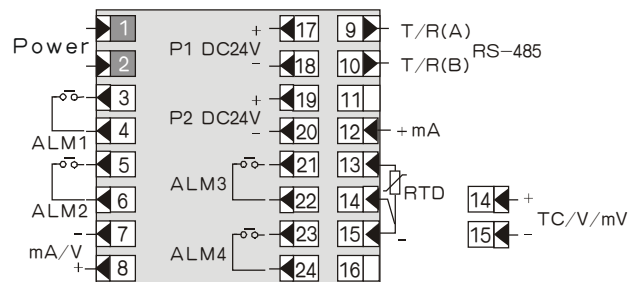 1 + 17 9 T/R(A)
Power P1 DC24V RS-485
2 - 18 10 T/R(B)
3 + 19 11
P2 DC24V
4 - 20 12 +mA
ALM1
5 21 13
ALM3 RTD
6 22 14 14 +
ALM2 TC/V/mV
- 7 23 15 - 15 -
mA/V ALM4
+ 8 24 16